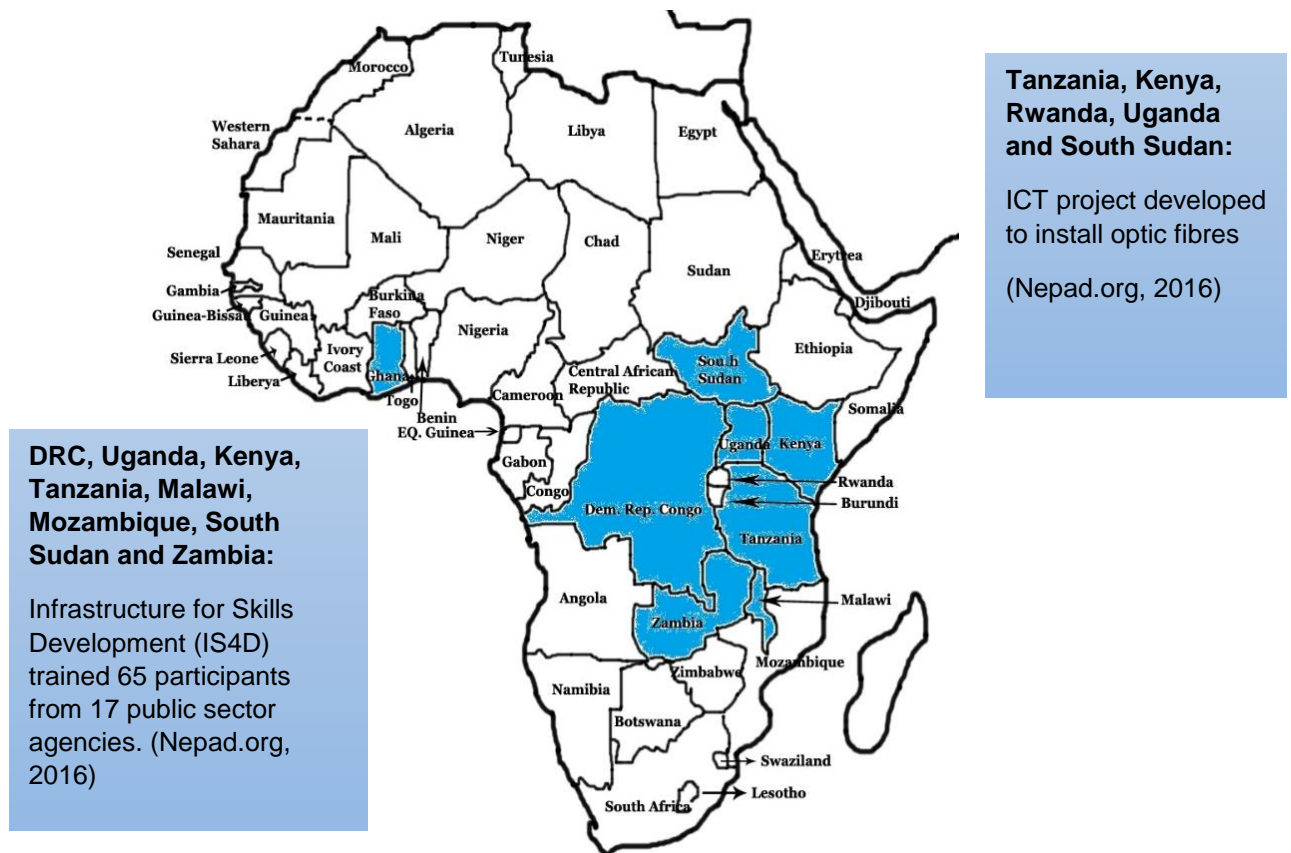 Tunesia
Morocco
Tanzania, Kenya,
Rwanda, Uganda
and South Sudan:
ICT project developed
to install optic fibres
(Nepad.org, 2016)
Western
Sahara
Algeria
Libya
Egypt
Mauritania
Mali
Niger
Chad
Sudan
Erytrea
Senegal
Gambia
Guinea-Bissau
Guinea
Burkina
Faso
Nigeria
Djibouti
Sierra Leone
Liberya
Ivory
Coast
Ghana
Togo
Benin
Cameroon
Central African
Republic
South
Sudan
Ethiopia
Somalia
EQ. Guinea
Gabon
Congo
Dem. Rep. Congo
Uganda
Kenya
Rwanda
Burundi
Tanzania
DRC, Uganda, Kenya,
Tanzania, Malawi,
Mozambique, South
Sudan and Zambia:
Infrastructure for Skills
Development (IS4D)
trained 65 participants
from 17 public sector
agencies. (Nepad.org,
2016)
Angola
Zambia
Malawi
Mozambique
Zimbabwe
Namibia
Botswana
Swaziland
Lesotho
South Africa